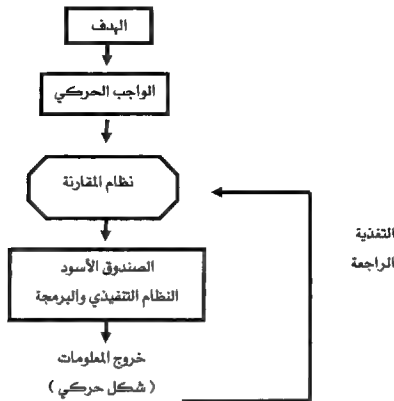 الهدف
الواجب الحركي
نظام المقارنة
التغذية
الراجعة
الصندوق الأسود
النظام التنفيذي والبرمجة
خروج المعلومات
( شكل حركي )